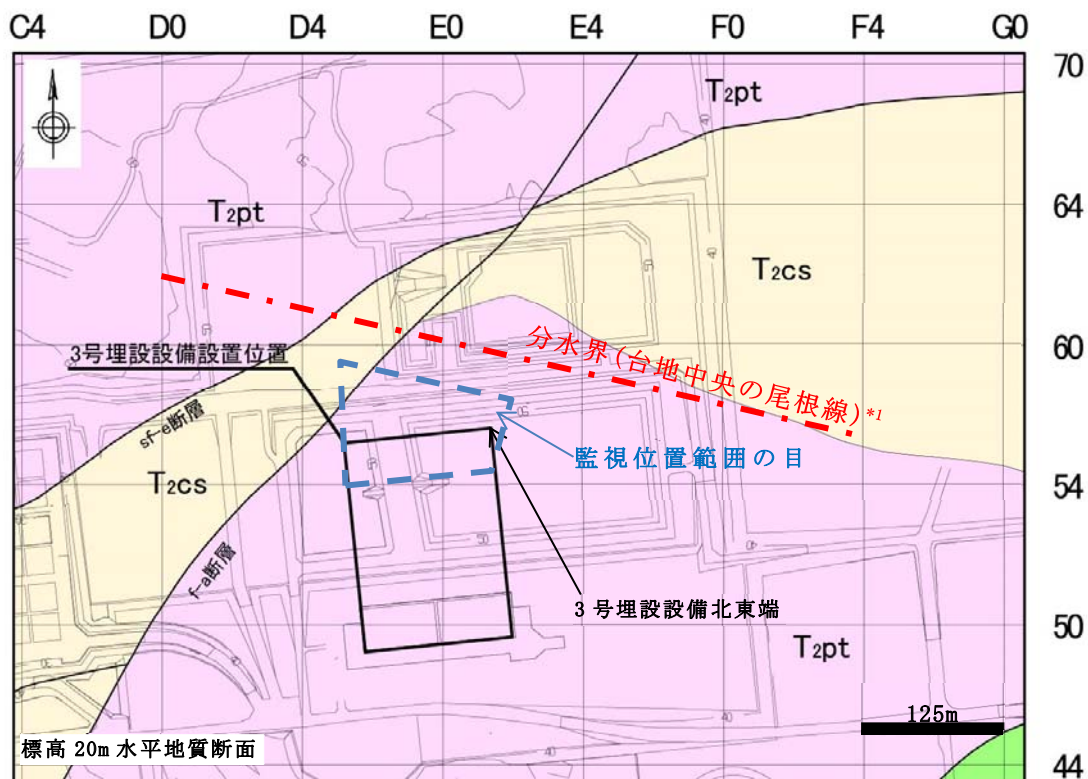 C4 D0 D4 E0 E4 F0 F4 G0
70
T2pt
T2pt
64
T2cs
3号埋設設備設置位置
60
分水界(台地中央の尾根線)*1
sf-e断層
監視位置範囲の目
T2cs
54
f-a断層
3号埋設設備北東端
50
T2pt
125m
標高 20m 水平地質断面
44